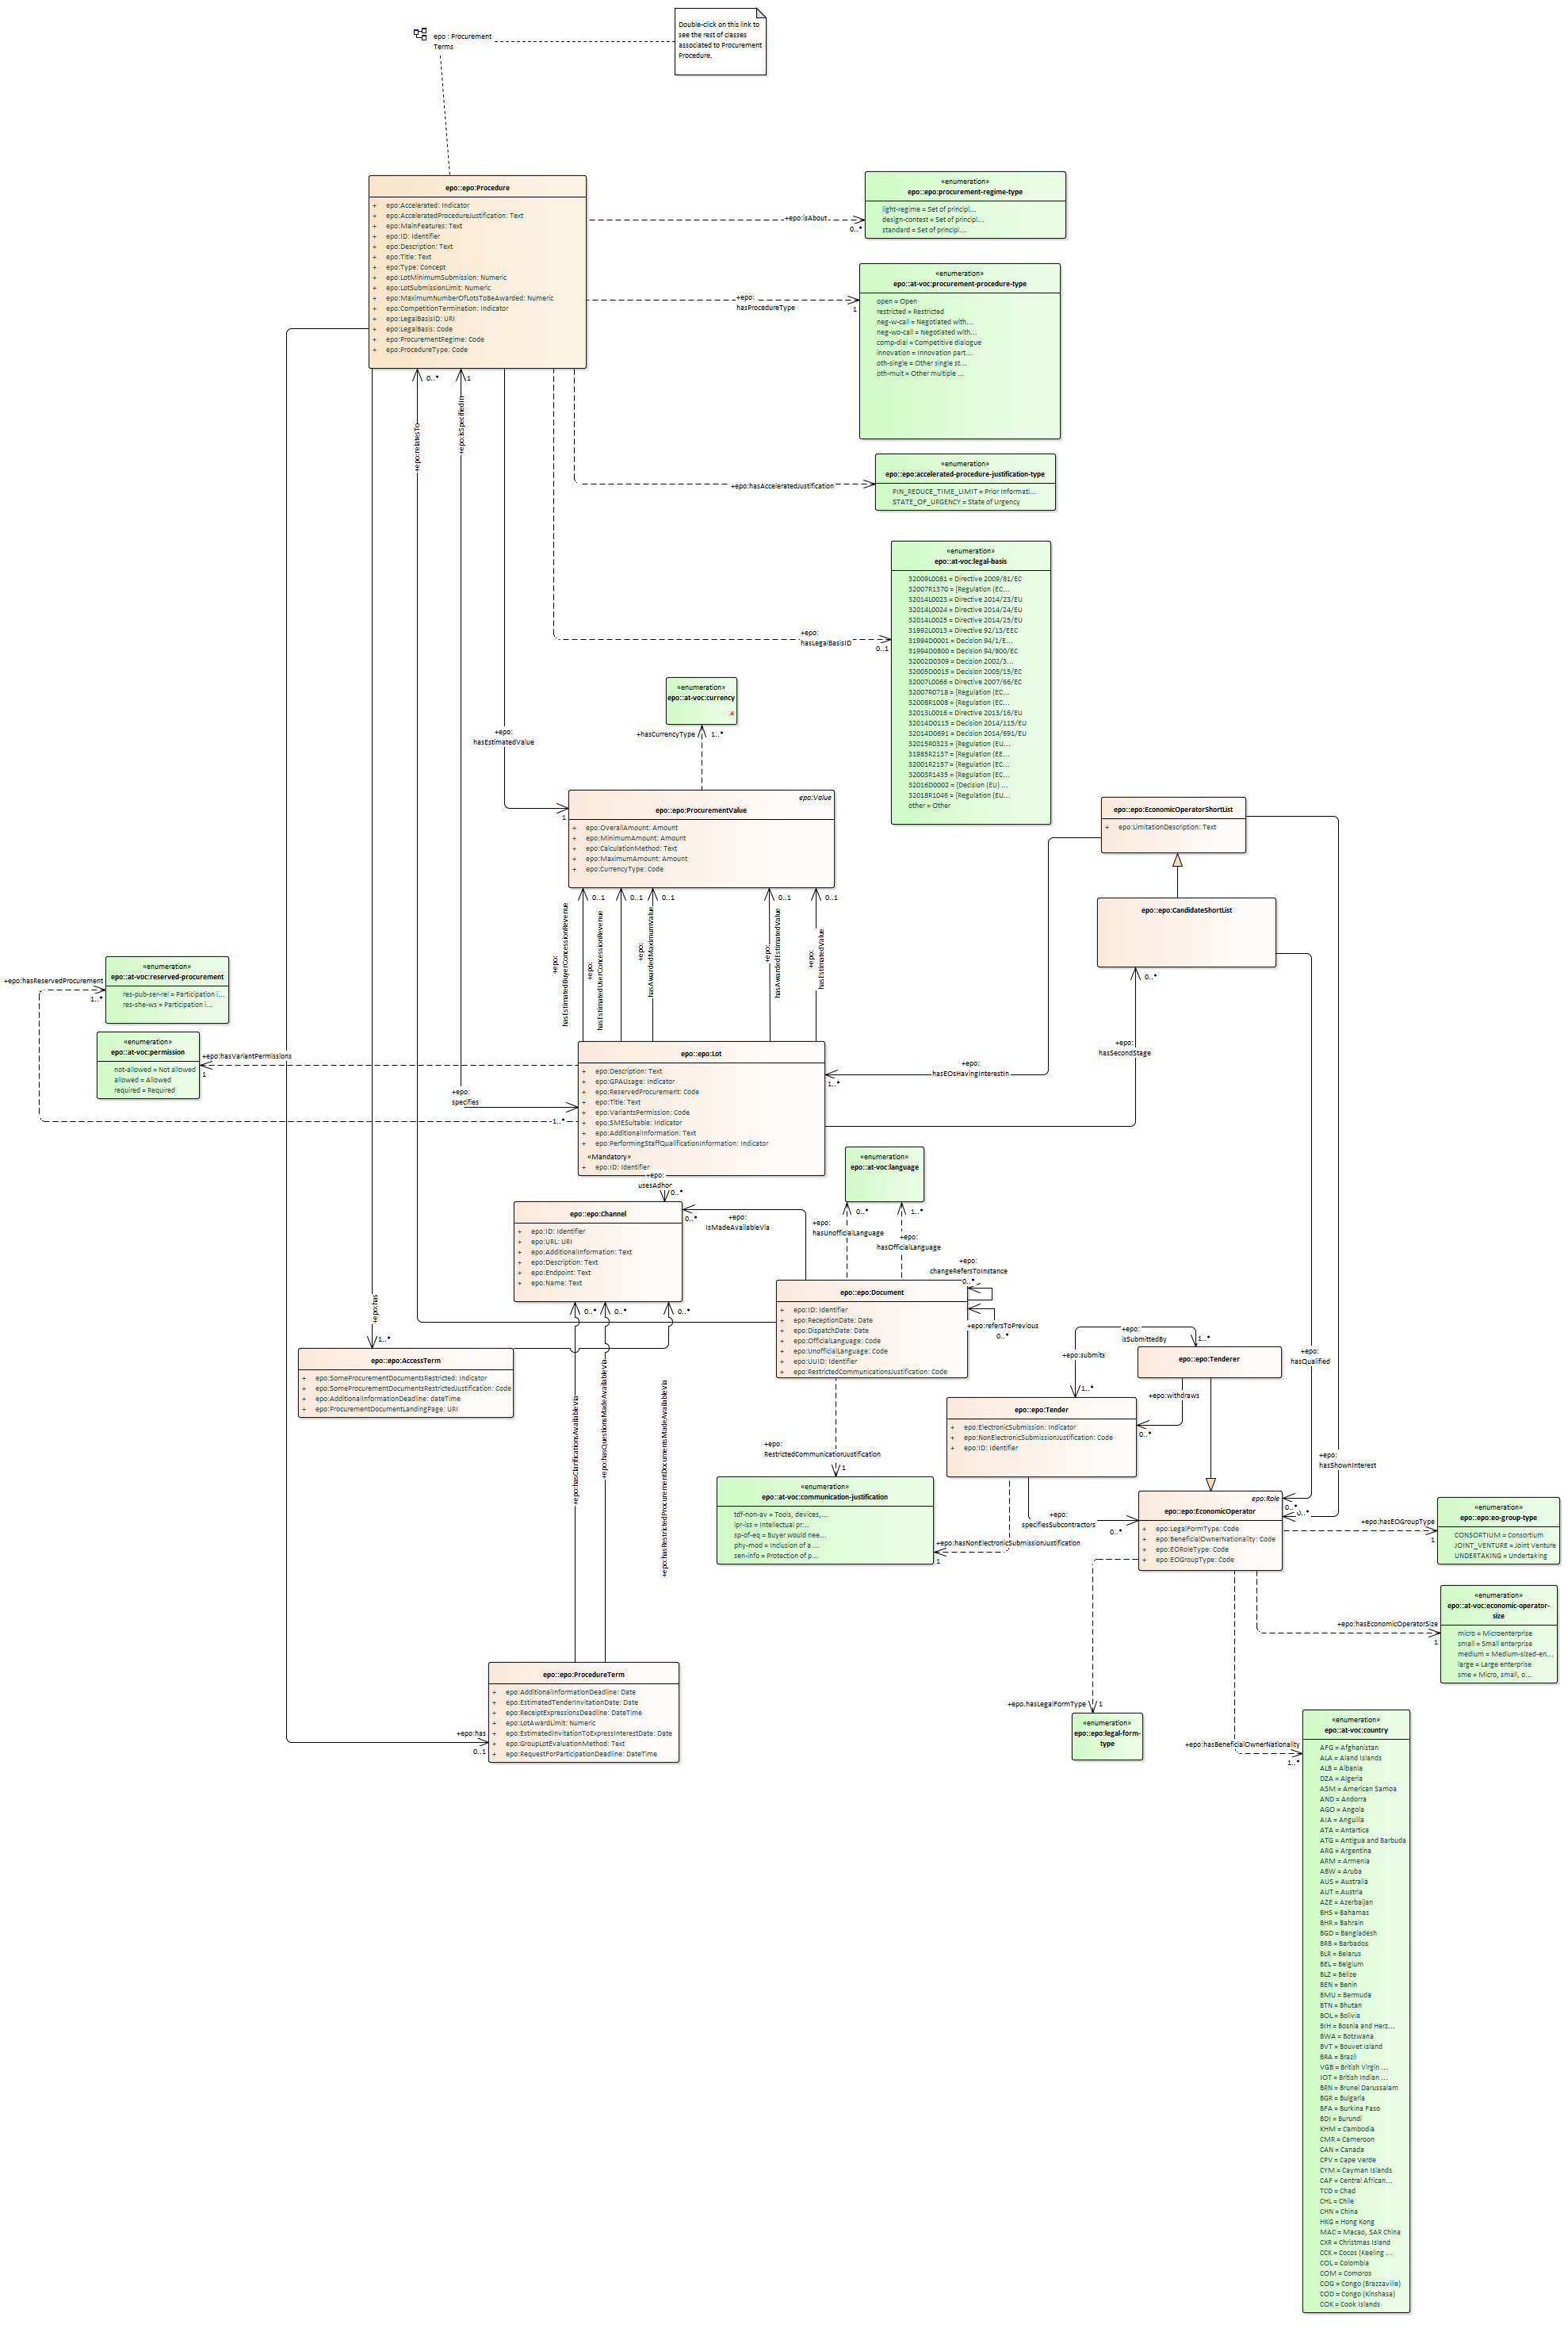 epo : Procurement
Terms
Double-click on this link to
see the rest of classes
associated to Procurement
Procedure.
epo::epo:Procedure
+ epo:Accelerated: Indicator
+ epo:AcceleratedProcedureJustification: Text
+ epo:MainFeatures: Text
+ epo:ID: Identifier
+ epo:Description: Text
+ epo:Title: Text
+ epo:Type: Concept
+ epo:LotMinimumSubmission: Numeric
+ epo:LotSubmissionLimit: Numeric
+ epo:MaximumNumberOfLotsToBeAwarded: Numeric
+ epo:CompetitionTermination: Indicator
+ epo:LegalBasisID: URI
+ epo:LegalBasis: Code
+ epo:ProcurementRegime: Code
+ epo:ProcedureType: Code
+epo:isAbout
0..*
«enumeration»
epo::epo:procurement-regime-type
light-regime = Set of principl...
design-contest = Set of principl...
standard = Set of principl...
+epo:
hasProcedureType
1
«enumeration»
epo::at-voc:procurement-procedure-type
open = Open
restricted = Restricted
neg-w-call = Negotiated with...
neg-wo-call = Negotiated with...
comp-dial = Competitive dialogue
innovation = Innovation part...
oth-single = Other single st...
oth-mult = Other multiple ...
0..*
1
+epo:relatesTo
+epo:isSpecifiedIn
+epo:hasAcceleratedJustification
«enumeration»
epo::epo:accelerated-procedure-justification-type
PIN_REDUCE_TIME_LIMIT = Prior Informati...
STATE_OF_URGENCY = State of Urgency
+epo:
hasLegalBasisID
0..1
«enumeration»
epo::at-voc:legal-basis
32009L0081 = Directive 2009/81/EC
32007R1370 = (Regulation (EC...
32014L0023 = Directive 2014/23/EU
32014L0024 = Directive 2014/24/EU
32014L0025 = Directive 2014/25/EU
31992L0013 = Directive 92/13/EEC
31994D0001 = Decision 94/1/E...
31994D0800 = Decision 94/800/EC
32002D0309 = Decision 2002/3...
32005D0015 = Decision 2005/15/EC
32007L0066 = Directive 2007/66/EC
32007R0718 = (Regulation (EC...
32008R1008 = (Regulation (EC...
32013L0016 = Directive 2013/16/EU
32014D0115 = Decision 2014/115/EU
32014D0691 = Decision 2014/691/EU
32015R0323 = (Regulation (EU...
31985R2137 = (Regulation (EE...
32001R2157 = (Regulation (EC...
32003R1435 = (Regulation (EC...
32016D0002 = (Decision (EU) ...
32018R1046 = (Regulation (EU...
other = Other
«enumeration»
epo::at-voc:currency
+hasCurrencyType
1..*
+epo:
hasEstimatedValue
1
epo:Value
epo::epo:ProcurementValue
+ epo:OverallAmount: Amount
+ epo:MinimumAmount: Amount
+ epo:CalculationMethod: Text
+ epo:MaximumAmount: Amount
+ epo:CurrencyType: Code
epo::epo:EconomicOperatorShortList
+ epo:LimitationDescription: Text
epo::epo:CandidateShortList
0..1
0..1
0..1
0..1
0..1
+epo:
hasEstimatedBuyerConcessionRevenue
+epo:
hasEstimatedUserConcessionRevenue
+epo:
hasAwardedMaximumValue
+epo:
hasAwardedEstimatedValue
+epo:
hasEstimatedValue
+epo:hasReservedProcurement
1..*
«enumeration»
epo::at-voc:reserved-procurement
res-pub-ser-rel = Participation i...
res-she-ws = Participation i...
«enumeration»
epo::at-voc:permission
not-allowed = Not allowed
allowed = Allowed
required = Required
+epo:hasVariantPermissions
1
+epo:
specifies
1..*
epo::epo:Lot
+ epo:Description: Text
+ epo:GPAUsage: Indicator
+ epo:ReservedProcurement: Code
+ epo:Title: Text
+ epo:VariantsPermission: Code
+ epo:SMESuitable: Indicator
+ epo:AdditionalInformation: Text
+ epo:PerformingStaffQualificationInformation: Indicator
«Mandatory»
+ epo:ID: Identifier
+epo:
hasEOsHavingInterestIn
1..*
0..*
+epo:
hasSecondStage
+epo:
usesAdhor
0..*
«enumeration»
epo::at-voc:language
0..*
1..*
+epo:
hasUnofficialLanguage
+epo:
hasOfficialLanguage
epo::epo:Channel
+ epo:ID: Identifier
+ epo:URL: URI
+ epo:AdditionalInformation: Text
+ epo:Description: Text
+ epo:Endpoint: Text
+ epo:Name: Text
0..*
+epo:
IsMadeAvailableVia
+epo:
changeRefersToInstance
0..*
epo::epo:Document
+ epo:ID: Identifier
+ epo:ReceptionDate: Date
+ epo:DispatchDate: Date
+ epo:OfficialLanguage: Code
+ epo:UnofficialLanguage: Code
+ epo:UUID: Identifier
+ epo:RestrictedCommunicationsJustification: Code
+epo:refersToPrevious
0..*
0..*
0..*
0..*
+epo:has
1..*
epo::epo:AccessTerm
+ epo:SomeProcurementDocumentsRestricted: Indicator
+ epo:SomeProcurementDocumentsRestrictedJustification: Code
+ epo:AdditionalInformationDeadline: dateTime
+ epo:ProcurementDocumentLandingPage: URI
+epo:hasClarificationsAvailableVia
+epo:hasQuestionsMadeAvailableVia
+epo:hasRestrictedProcurementDocumentsMadeAvailableVia
+epo:
isSubmittedBy
1..*
+epo:submits
1..*
epo::epo:Tenderer
+epo:withdraws
0..*
epo::epo:Tender
+ epo:ElectronicSubmission: Indicator
+ epo:NonElectronicSubmissionJustification: Code
+ epo:ID: Identifier
+epo:
hasQualified
+epo:
hasShownInterest
+epo:
RestrictedCommunicationJustification
1
«enumeration»
epo::at-voc:communication-justification
tdf-non-av = Tools, devices,...
ipr-iss = Intellectual pr...
sp-of-eq = Buyer would nee...
phy-mod = Inclusion of a ...
sen-info = Protection of p...
+epo:
specifiesSubcontractors
0..*
+epo:hasNonElectronicSubmissionJustification
1
epo:Role
epo::epo:EconomicOperator
+ epo:LegalFormType: Code
+ epo:BeneficialOwnerNationality: Code
+ epo:EORoleType: Code
+ epo:EOGroupType: Code
0..*
0..*
+epo:hasEOGroupType
1
«enumeration»
epo::epo:eo-group-type
CONSORTIUM = Consortium
JOINT_VENTURE = Joint Venture
UNDERTAKING = Undertaking
+epo:hasEconomicOperatorSize
1
«enumeration»
epo::at-voc:economic-operator-
size
micro = Microenterprise
small = Small enterprise
medium = Medium-sized-en...
large = Large enterprise
sme = Micro, small, o...
epo::epo:ProcedureTerm
+ epo:AdditionalInformationDeadline: Date
+ epo:EstimatedTenderInvitationDate: Date
+ epo:ReceiptExpressionsDeadline: DateTime
+ epo:LotAwardLimit: Numeric
+ epo:EstimatedInvitationToExpressInterestDate: Date
+ epo:GroupLotEvaluationMethod: Text
+ epo:RequestForParticipationDeadline: DateTime
+epo:has
0..1
+epo.hasLegalFormType
1
«enumeration»
epo::epo:legal-form-
type
+epo:hasBeneficialOwnerNationality
1..*
«enumeration»
epo::at-voc:country
AFG = Afghanistan
ALA = Aland Islands
ALB = Albania
DZA = Algeria
ASM = American Samoa
AND = Andorra
AGO = Angola
AIA = Anguilla
ATA = Antartica
ATG = Antigua and Barbuda
ARG = Argentina
ARM = Armenia
ABW = Aruba
AUS = Australia
AUT = Austria
AZE = Azerbaijan
BHS = Bahamas
BHR = Bahrain
BGD = Bangladesh
BRB = Barbados
BLR = Belarus
BEL = Belgium
BLZ = Belize
BEN = Benin
BMU = Bermuda
BTN = Bhutan
BOL = Bolivia
BIH = Bosnia and Herz...
BWA = Botswana
BVT = Bouvet Island
BRA = Brazil
VGB = British Virgin ...
IOT = British Indian ...
BRN = Brunei Darussalam
BGR = Bulgaria
BFA = Burkina Faso
BDI = Burundi
KHM = Cambodia
CMR = Cameroon
CAN = Canada
CPV = Cape Verde
CYM = Cayman Islands
CAF = Central African...
TCD = Chad
CHL = Chile
CHN = China
HKG = Hong Kong
MAC = Macao, SAR China
CXR = Christmas Island
CCK = Cocos (Keeling ...
COL = Colombia
COM = Comoros
COG = Congo (Brazzaville)
COD = Congo (Kinshasa)
COK = Cook Islands